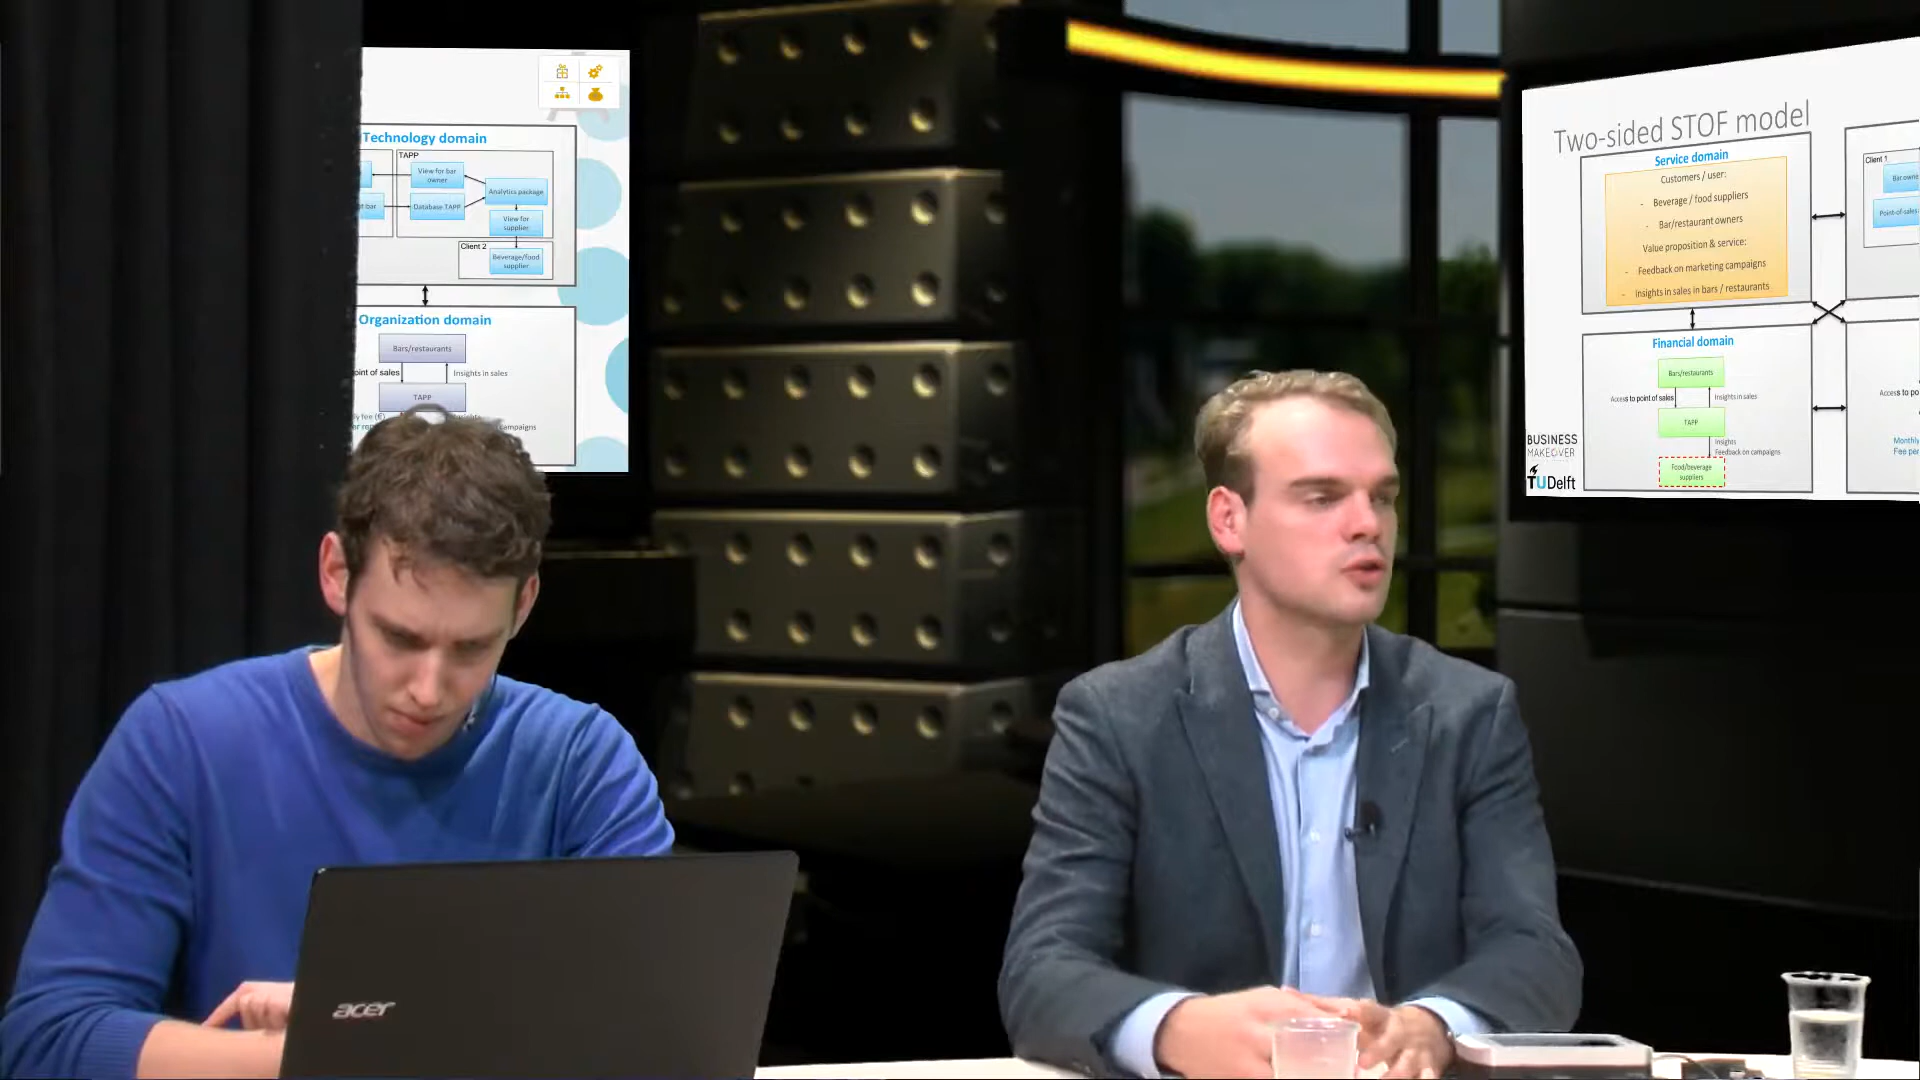 Technology domain
TAPP
View for bar
owner
Analytics package
Database TAPP
View for
supplier
Client 2
Beverage/food
supplier
Organization domain
Bars/restaurants
oint of sales
Insights in sales
TAPP
campaigns
acer
Two-sided STOF model
Service domain
Customers / user:
- Beverage / food suppliers
- Bar/restaurant owners
Value proposition & service:
- Feedback on marketing campaigns
- Insights in sales in bars / restaurants
Financial domain
Bars/restaurants
Access to point of sales
Insights in sales
TAPP
Insights
Feedback on campaigns
Food/beverage
suppliers
BUSINESS
MAKEOVER
TUDelft
Client 1
Bar owne
Point-of-sales
Access to po
Monthly
Fee per